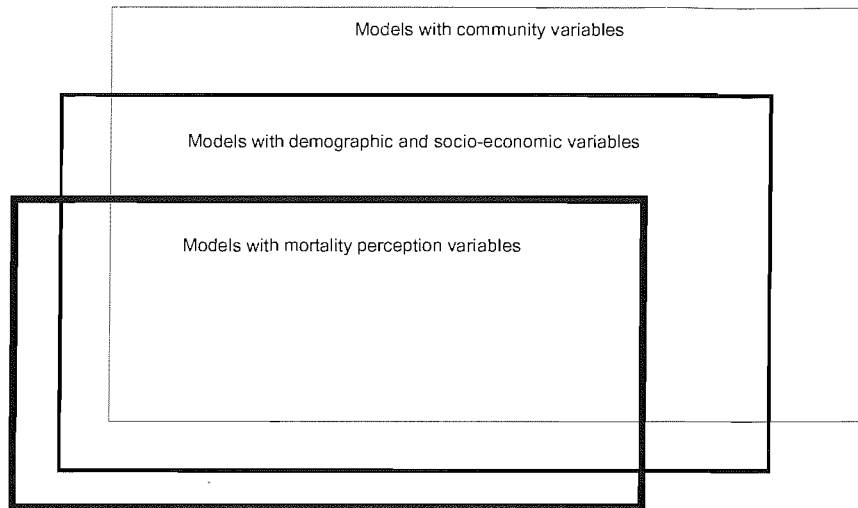 Models with community variables
Models with demographic and socio-economic variables
Models with mortality perception variables